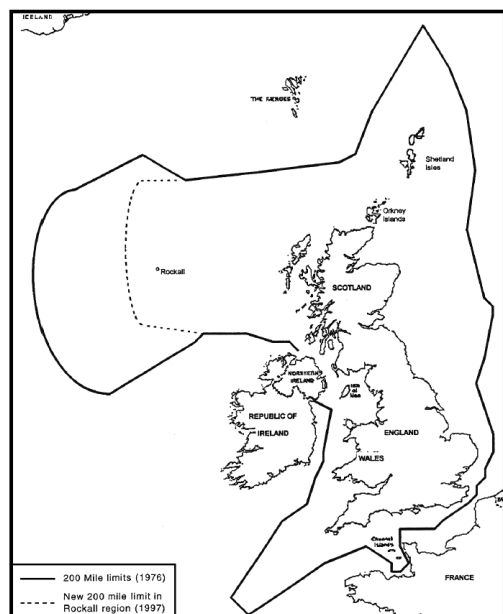 ICELAND
THE FAEROES
Shetland
Isles
Orkney
Islands
Rockall
SCOTLAND
NORTHERN
IRELAND
Isle
of
Man
REPUBLIC OF
IRELAND
ENGLAND
WALES
Channel
Islands
FRANCE
200 Mile limits (1976)
New 200 mile limit in
Rockall region (1997)